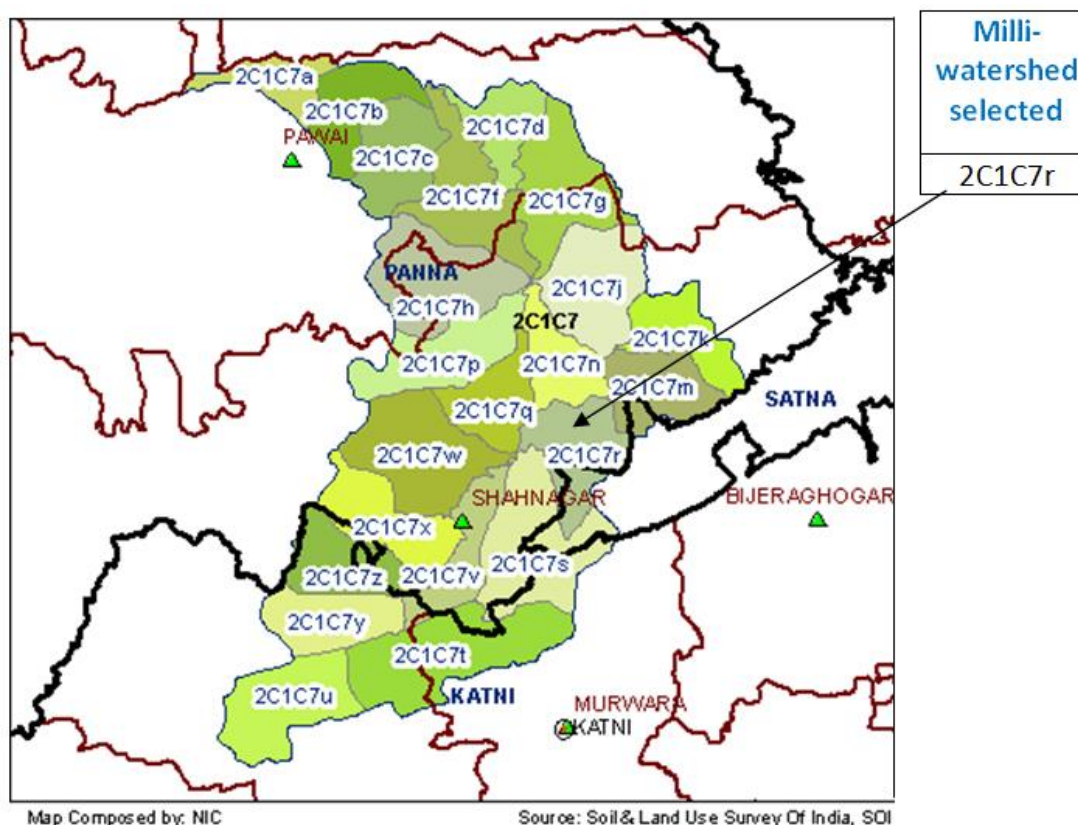 Milli-
watershed
selected
2C1C7r
2C1C7a
2C1C7b
2C1C7d
PAWAI
2C1C7c
2C1C7f
2C1C7g
PANNA
2C1C7j
2C1C7h
2C1C7
2C1C7k
2C1C7p
2C1C7n
2C1C7m
SATNA
2C1C7q
2C1C7w
2C1C7r
SHAHNAGAR
BIJERAGHOGAR
2C1C7x
2C1C7s
2C1C7z
2C1C7v
2C1C7y
2C1C7t
2C1C7u
KATNI
MURWARA
KATNI
Map Composed by: NIC
Source: Soil & Land Use Survey Of India, SOI